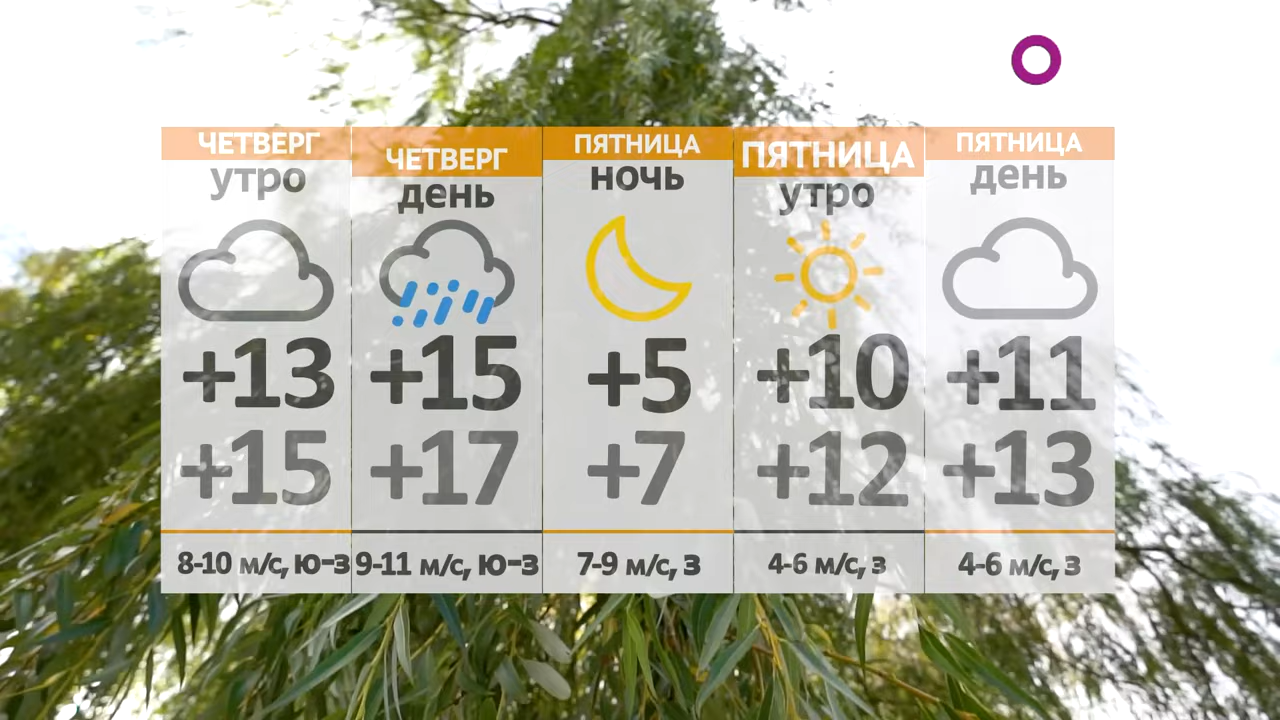 ЧЕТВЕРГ
утро
+13
+15
8-10 м/с, ю-з
ЧЕТВЕРГ
день
+15
+17
9-11 м/с, ю-з
ПЯТНИЦА
ночь
+5
+7
7-9 м/с, з
ПЯТНИЦА
утро
+10
+12
4-6 м/с, з
ПЯТНИЦА
день
+11
+13
4-6 м/с, з